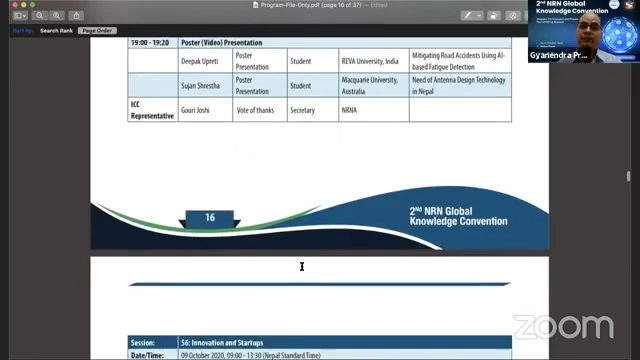 Program-File-Only.pdf (page 16 of 37) — Edited
Sort By: Search Rank Page Order
19:00 - 19:20 Poster (Video) Presentation
Deepak Upreti Poster Presentation Student REVA University, India Mitigating Road Accidents Using AI-based Fatigue Detection
Sujan Shrestha Poster Presentation Student Macquarie University, Australia Need of Antenna Design Technology in Nepal
ICC Representative Gouri Joshi Vote of thanks Secretary NRNA
16
2ND NRN Global
Knowledge Convention
Session: S6: Innovation and Startups
Date/Time: 09 October 2020, 09:00 - 13:30 (Nepal Standard Time)
2ND NRN Global
Knowledge Convention
Gyanendra Pr...
zoom